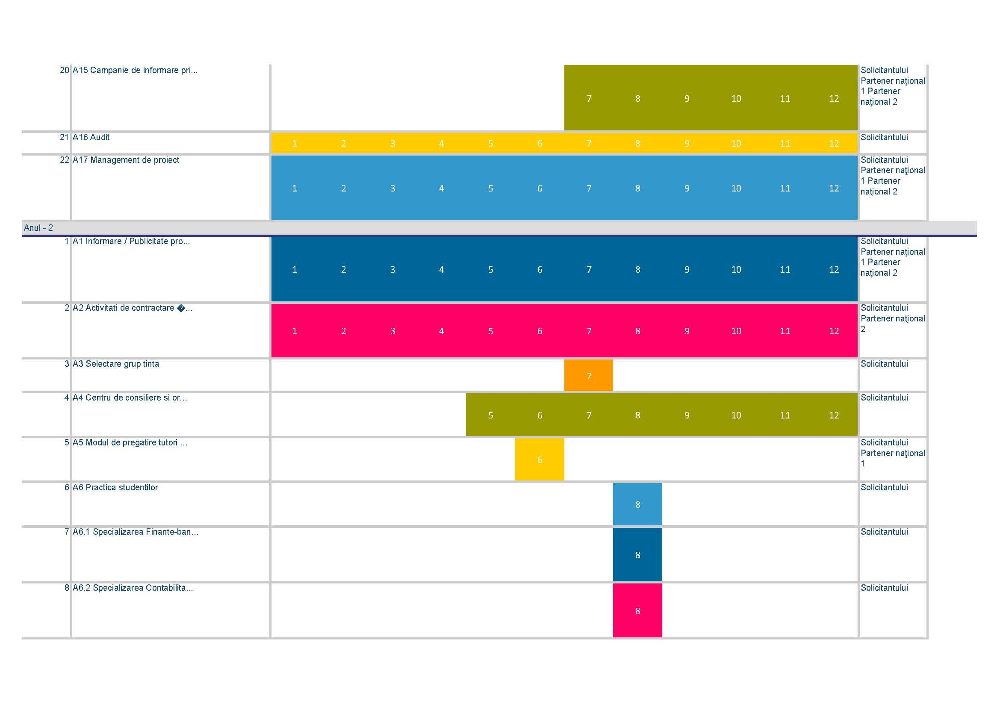 20 A15 Campanie de informare pri... 7 8 9 10 11 12 Solicitantului
Partener naţional
1 Partener
naţional 2
21 A16 Audit 1 2 3 4 5 6 7 8 9 10 11 12 Solicitantului
22 A17 Management de proiect 1 2 3 4 5 6 7 8 9 10 11 12 Solicitantului
Partener naţional
1 Partener
naţional 2
Anul - 2
1 A1 Informare / Publicitate pro... 1 2 3 4 5 6 7 8 9 10 11 12 Solicitantului
Partener naţional
1 Partener
naţional 2
2 A2 Activitati de contractare �... 1 2 3 4 5 6 7 8 9 10 11 12 Solicitantului
Partener naţional
2
3 A3 Selectare grup tinta 7 Solicitantului
4 A4 Centru de consiliere si or... 5 6 7 8 9 10 11 12 Solicitantului
5 A5 Modul de pregatire tutori ... 6 Solicitantului
Partener naţional
1
6 A6 Practica studentilor 8 Solicitantului
7 A6.1 Specializarea Finante-ban... 8 Solicitantului
8 A6.2 Specializarea Contabilita... 8 Solicitantului